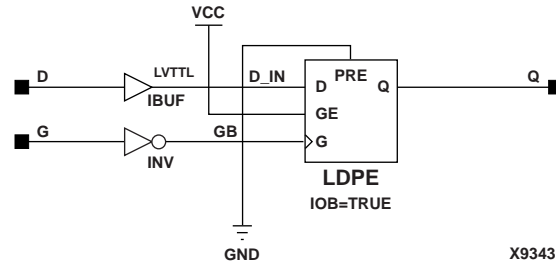 VCC
D
LVTTL
D_IN
PRE
Q
D
Q
IBUF
GE
G
GB
G
INV
LDPE
IOB=TRUE
GND
X9343